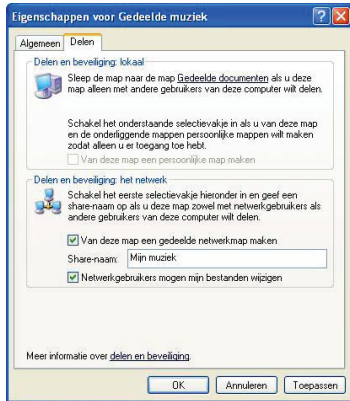 Eigenschappen voor Gedeelde muziek
Algemeen Delen
Delen en beveiliging: lokaal
Sleep de map naar de map Gedeelde documenten als u deze
map alleen met andere gebruikers van deze computer wilt delen.
Schakel het onderstaande selectievakje in als u van deze map
en de onderliggende mappen persoonlijke mappen wilt maken
zodat alleen u er toegang toe hebt.
Van deze map een persoonlijke map maken
Delen en beveiliging: het netwerk
Schakel het eerste selectievakje hieronder in en geef een
share-naam op als u deze map zowel met netwerkgebruikers als
andere gebruikers van deze computer wilt delen.
Van deze map een gedeelde netwerkmap maken
Share-naam: Mijn muziek
Netwerkgebruikers mogen mijn bestanden wijzigen
Meer informatie over delen en beveiliging.
OK Annuleren Toepassen